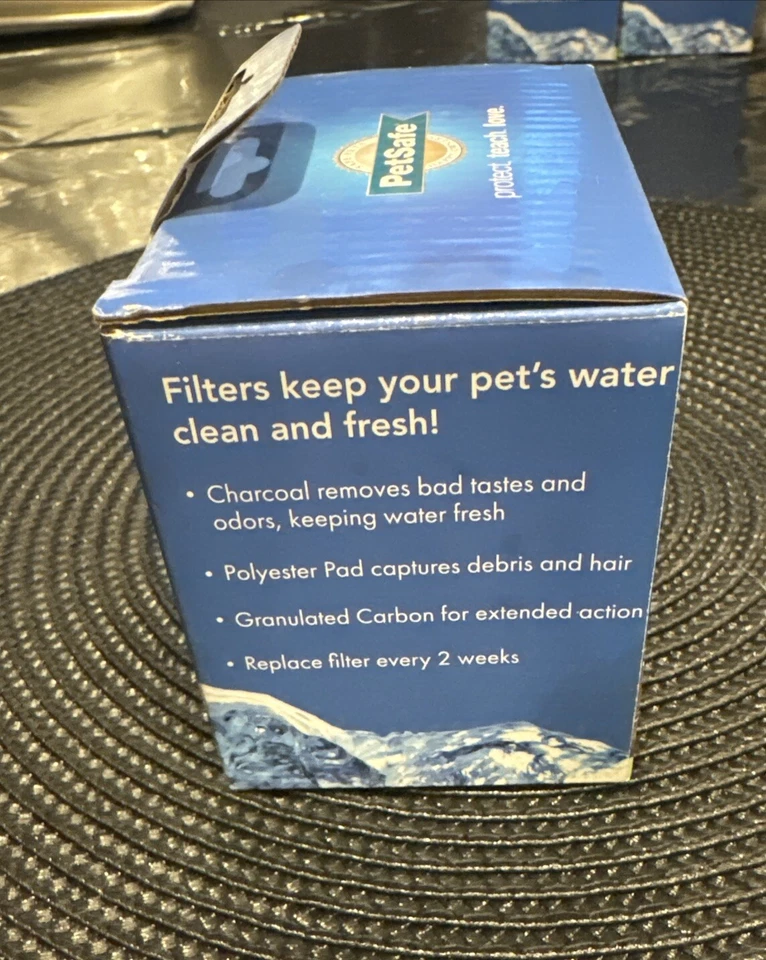 PetSafe
protect. teach. love.
Filters keep your pet's water
clean and fresh!
• Charcoal removes bad tastes and
odors, keeping water fresh
• Polyester Pad captures debris and hair
• Granulated Carbon for extended action
• Replace filter every 2 weeks